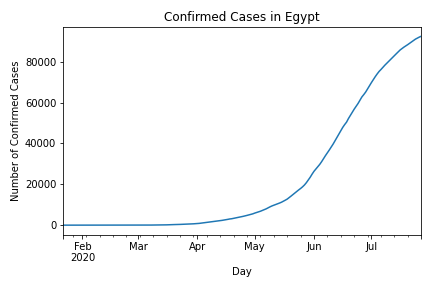 Confirmed Cases in Egypt
Number of Confirmed Cases
80000
60000
40000
20000
0
Feb Mar Apr May Jun Jul
2020
Day